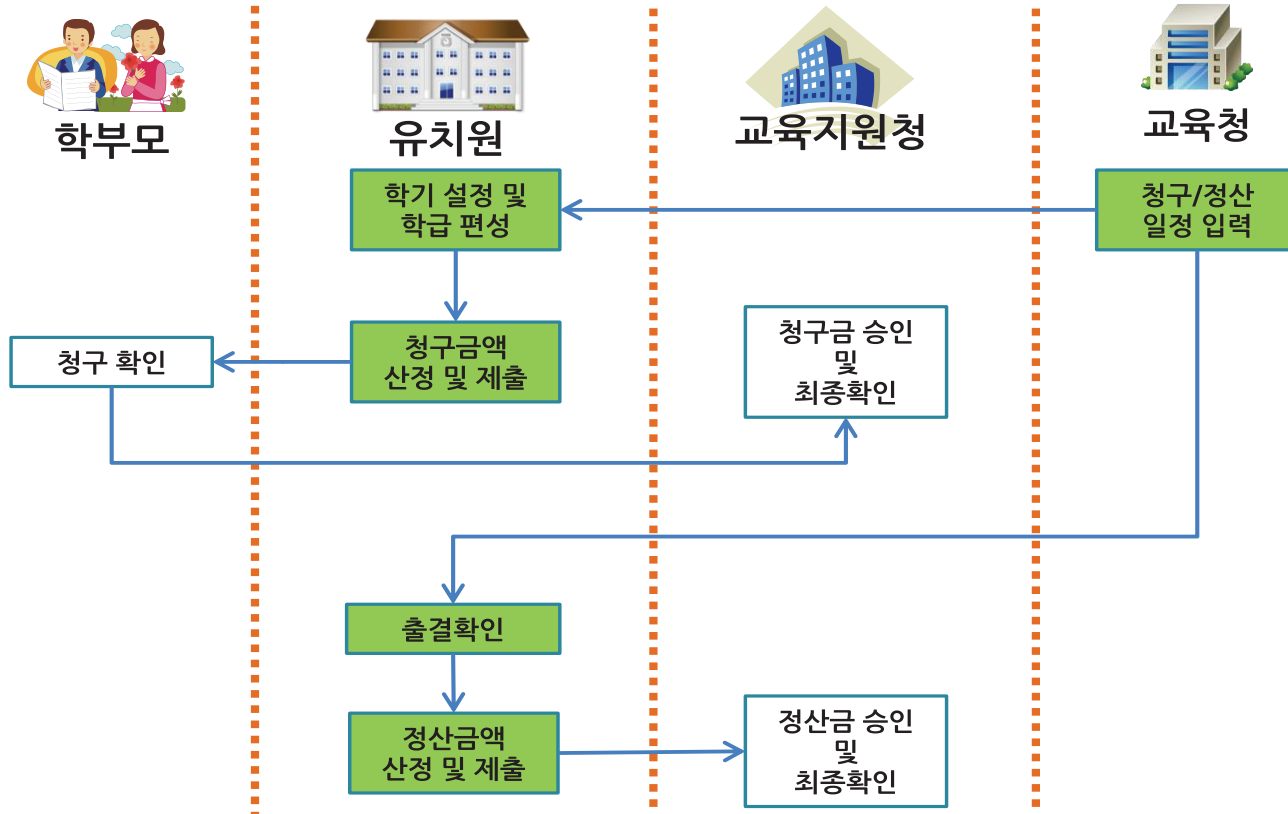 학부모
유치원
교육지원청
교육청
학기 설정 및
학급 편성
청구/정산
일정 입력
청구 확인
청구금액
산정 및 제출
청구금 승인
및
최종확인
출결확인
정산금액
산정 및 제출
정산금 승인
및
최종확인